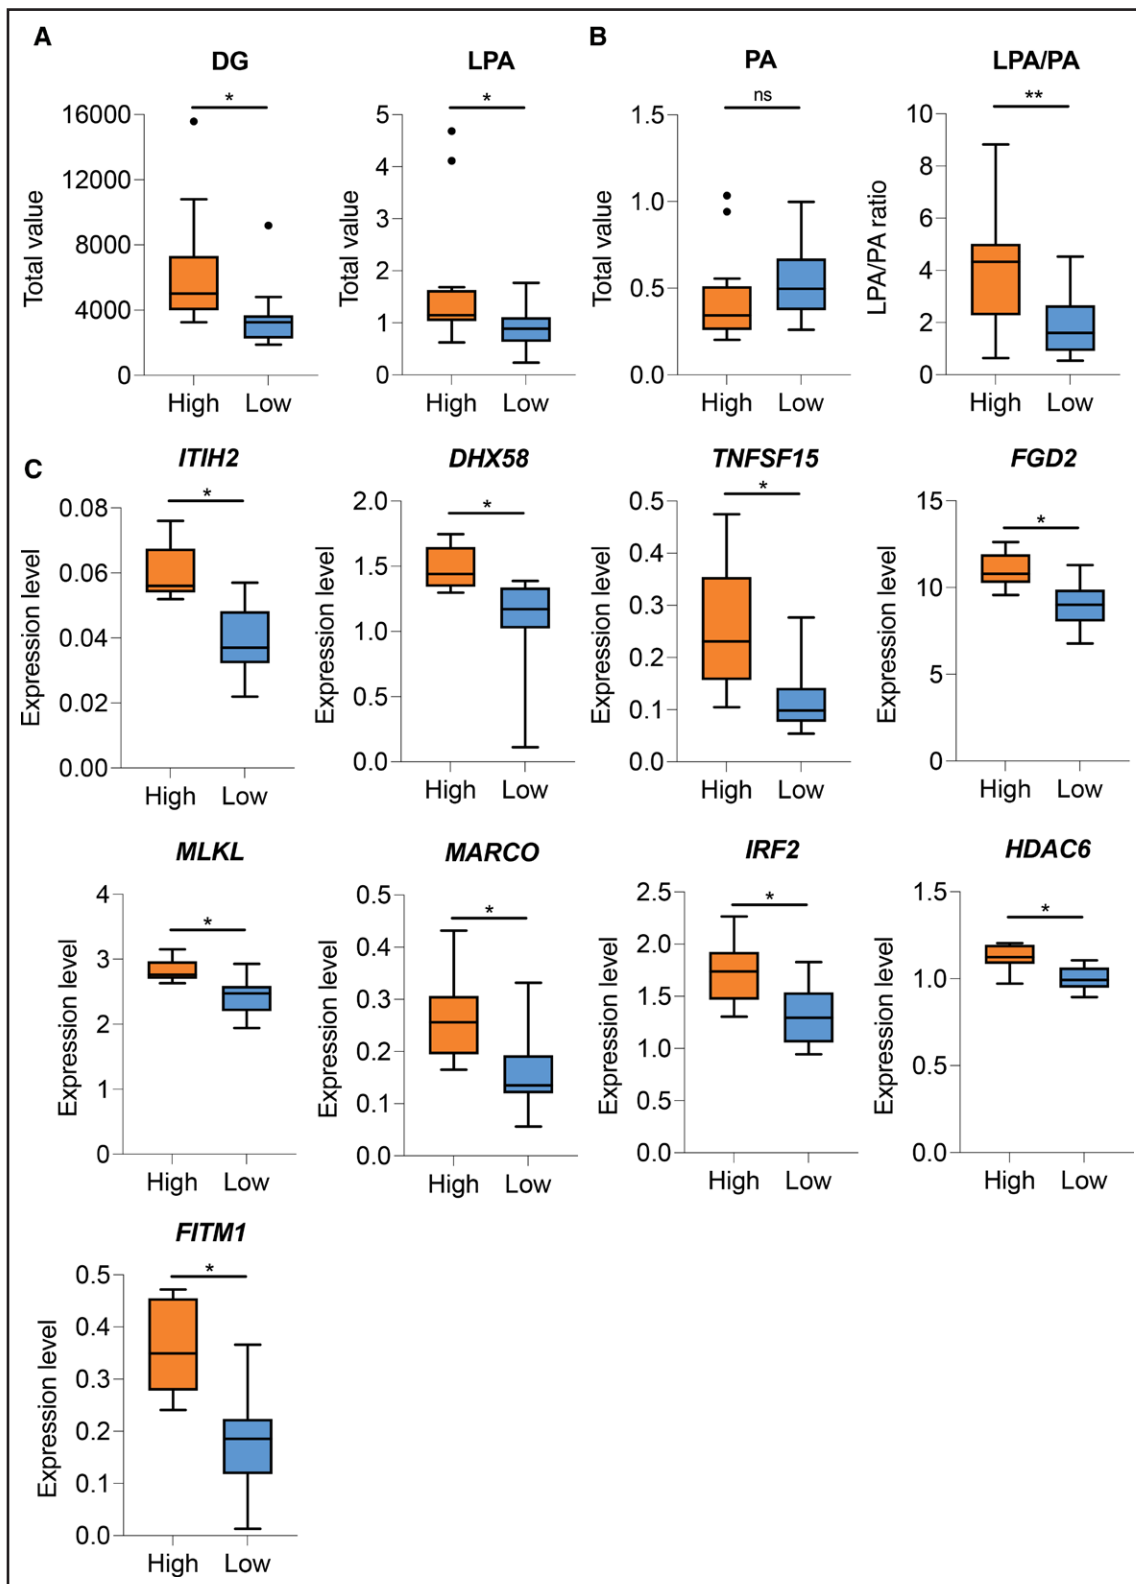 A
B
DG
LPA
PA
LPA/PA
*
*
ns
**
Total value
16000
12000
8000
4000
0
High Low
Total value
5
4
3
2
1
0
High Low
Total value
1.5
1.0
0.5
0.0
High Low
LPA/PA ratio
10
8
6
4
2
0
High Low
C
ITIH2
DHX58
TNFSF15
FGD2
*
*
*
*
Expression level
0.08
0.06
0.04
0.02
0.00
High Low
Expression level
2.0
1.5
1.0
0.5
0.0
High Low
Expression level
0.5
0.4
0.3
0.2
0.1
0.0
High Low
Expression level
15
10
5
0
High Low
MLKL
MARCO
IRF2
HDAC6
*
*
*
*
Expression level
4
3
2
1
0
High Low
Expression level
0.5
0.4
0.3
0.2
0.1
0.0
High Low
Expression level
2.5
2.0
1.5
1.0
0.5
0.0
High Low
Expression level
1.5
1.0
0.5
0.0
High Low
FITM1
*
Expression level
0.5
0.4
0.3
0.2
0.1
0.0
High Low